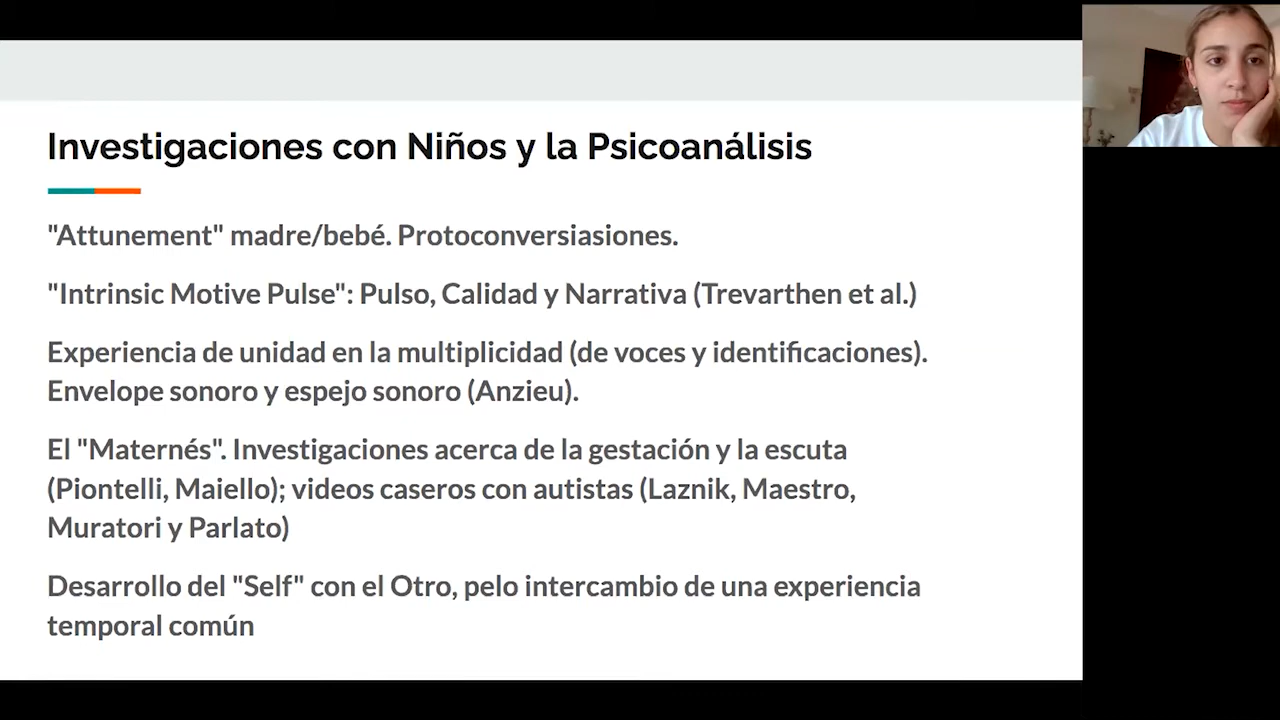 Investigaciones con Niños y la Psicoanálisis
"Attunement" madre/bebé. Protoconversiasiones.
"Intrinsic Motive Pulse": Pulso, Calidad y Narrativa (Trevarthen et al.)
Experiencia de unidad en la multiplicidad (de voces y identificaciones).
Envelope sonoro y espejo sonoro (Anzieu).
El "Maternés". Investigaciones acerca de la gestación y la escuta
(Piontelli, Maiello); videos caseros con autistas (Laznik, Maestro,
Muratori y Parlato)
Desarrollo del "Self" con el Otro, pelo intercambio de una experiencia
temporal común